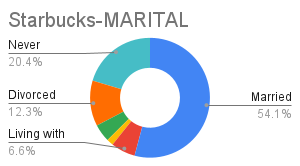 Starbucks-MARITAL
Never
20.4%
Divorced
12.3%
Living with
6.6%
Married
54.1%